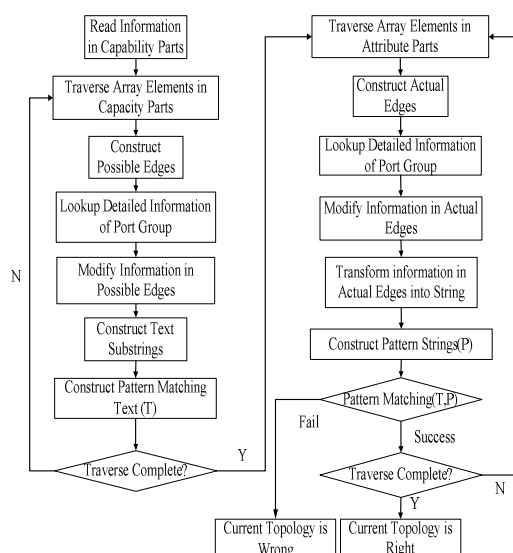 Read Information
in Capability Parts
Traverse Array Elements in
Capacity Parts
Construct
Possible Edges
Lookup Detailed Information
of Port Group
N
Modify Information in
Possible Edges
Construct Text
Substrings
Construct Pattern Matching
Text (T)
Traverse Complete?
Y
Traverse Array Elements in
Attribute Parts
Construct Actual
Edges
Lookup Detailed Information
of Port Group
Modify Information in Actual
Edges
Transform information in
Actual Edges into String
Construct Pattern Strings(P)
Pattern Matching(T,P)
Fail
Success
Traverse Complete?
N
Y
Current Topology is
Wrong
Current Topology is
Right